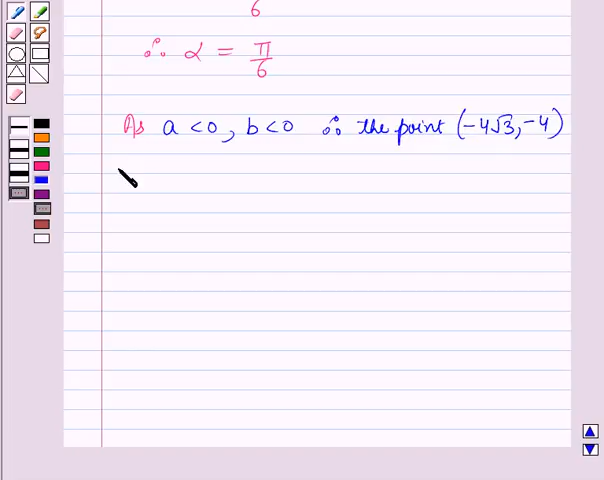 6
∴ α = π/6
As a < 0, b < 0 ∴ the point (-4√3, -4)